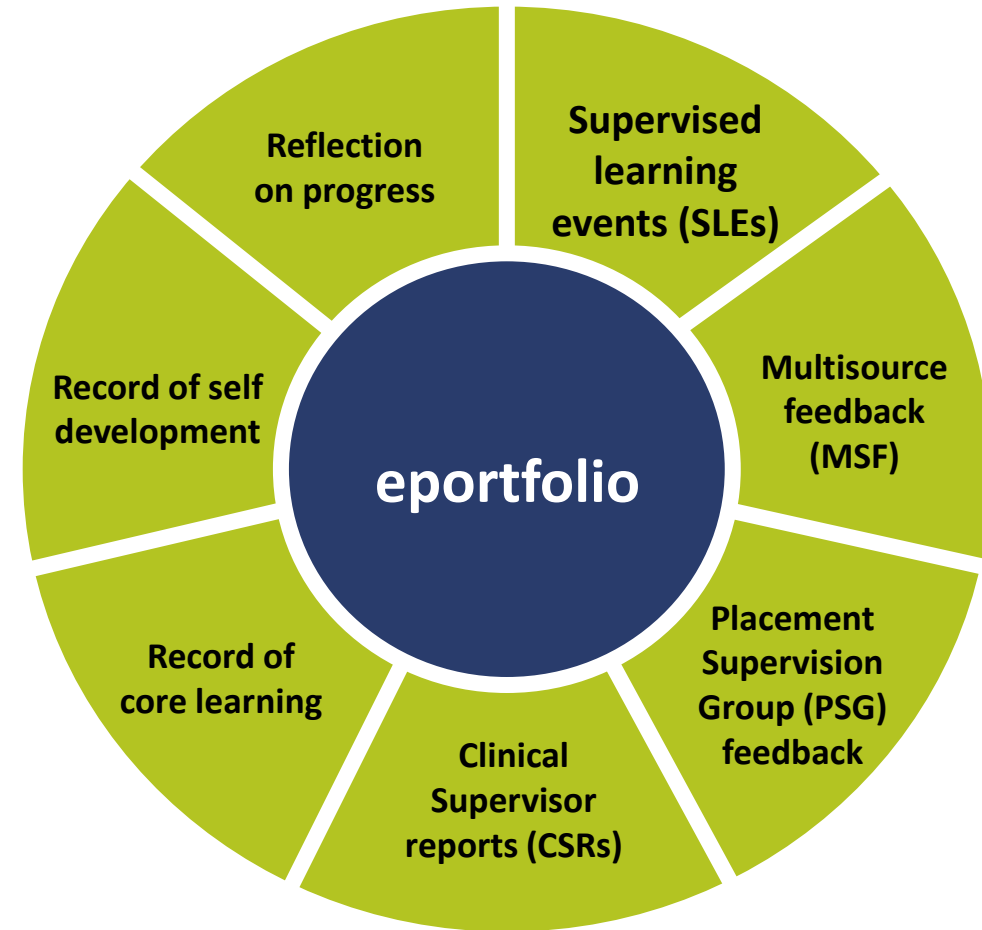 Supervised
learning
events (SLEs)
Multisource
feedback
(MSF)
Placement
Supervision
Group (PSG)
feedback
Clinical
Supervisor
reports (CSRs)
Record of
core learning
Record of self
development
Reflection
on progress
eportfolio